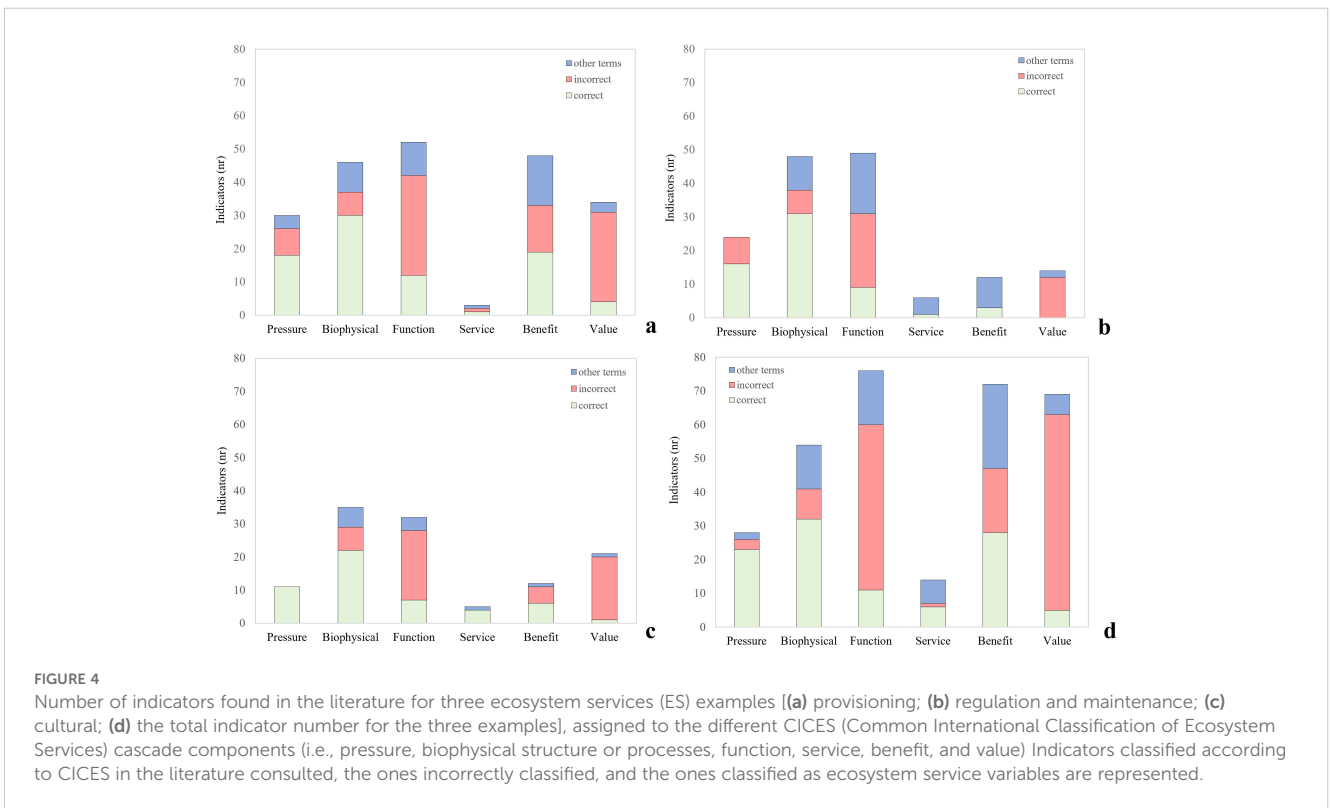 80
70
60
50
40
30
20
10
0
Indicators (nr)
other terms
incorrect
correct
Pressure Biophysical Function Service Benefit Value
a
80
70
60
50
40
30
20
10
0
Indicators (nr)
other terms
incorrect
correct
Pressure Biophysical Function Service Benefit Value
b
80
70
60
50
40
30
20
10
0
Indicators (nr)
other terms
incorrect
correct
Pressure Biophysical Function Service Benefit Value
c
80
70
60
50
40
30
20
10
0
Indicators (nr)
other terms
incorrect
correct
Pressure Biophysical Function Service Benefit Value
d
FIGURE 4
Number of indicators found in the literature for three ecosystem services (ES) examples [(a) provisioning; (b) regulation and maintenance; (c)
cultural; (d) the total indicator number for the three examples], assigned to the different CICES (Common International Classification of Ecosystem
Services) cascade components (i.e., pressure, biophysical structure or processes, function, service, benefit, and value) Indicators classified according
to CICES in the literature consulted, the ones incorrectly classified, and the ones classified as ecosystem service variables are represented.